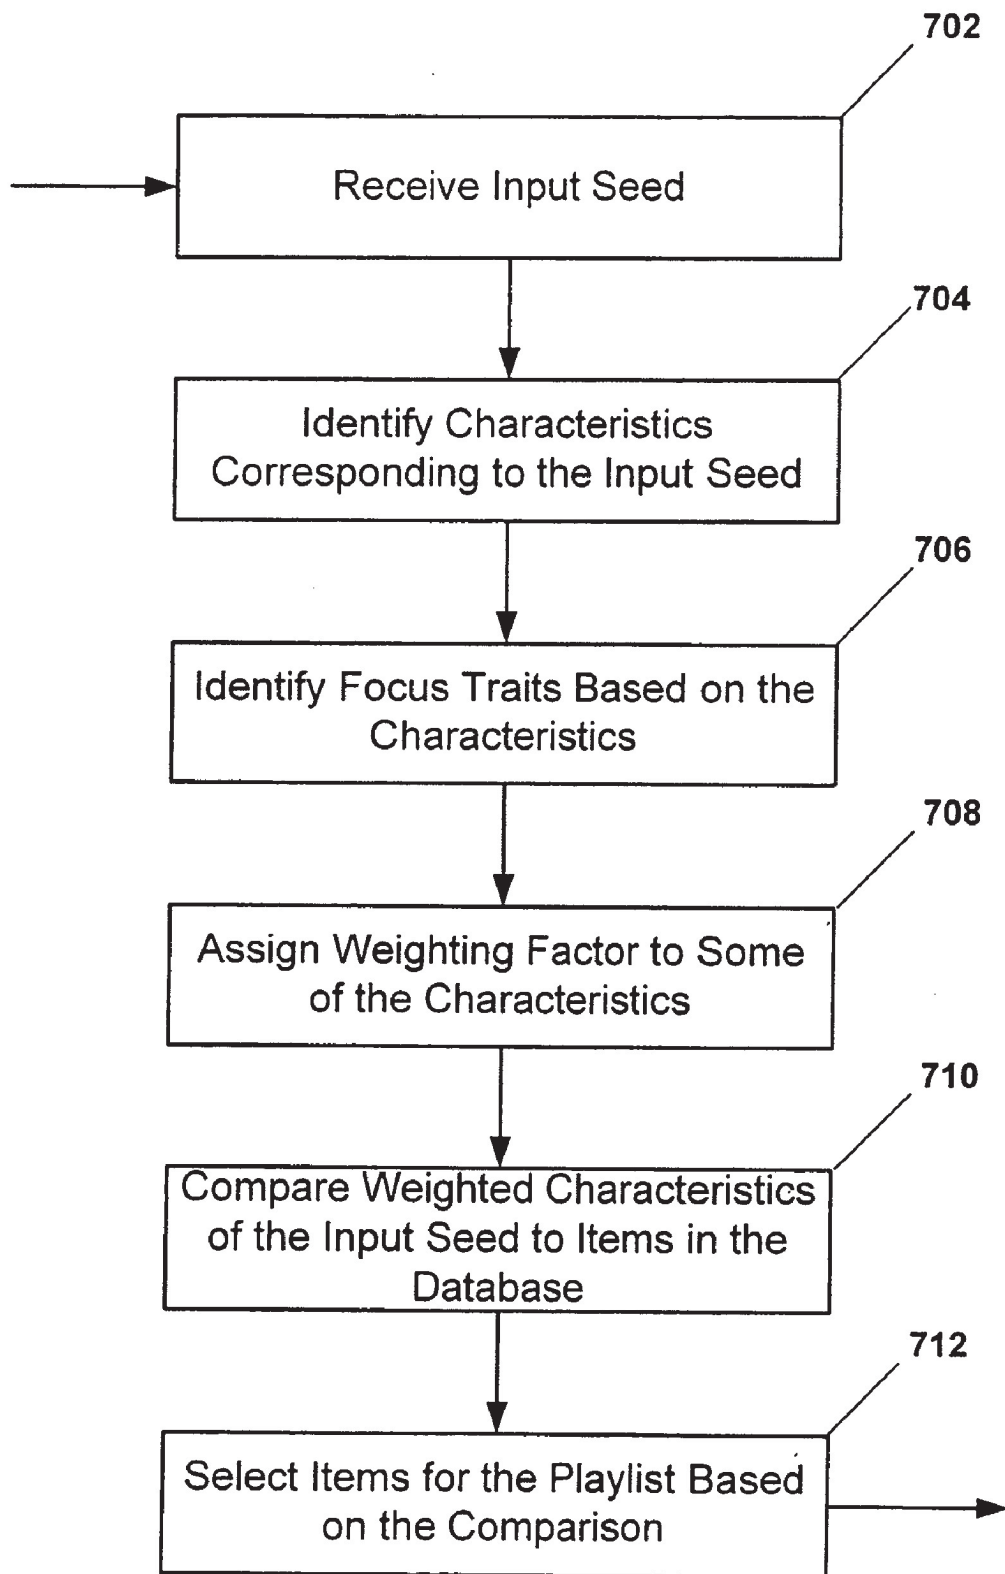 702
Receive Input Seed
704
Identify Characteristics
Corresponding to the Input Seed
706
Identify Focus Traits Based on the
Characteristics
708
Assign Weighting Factor to Some
of the Characteristics
710
Compare Weighted Characteristics
of the Input Seed to Items in the
Database
712
Select Items for the Playlist Based
on the Comparison